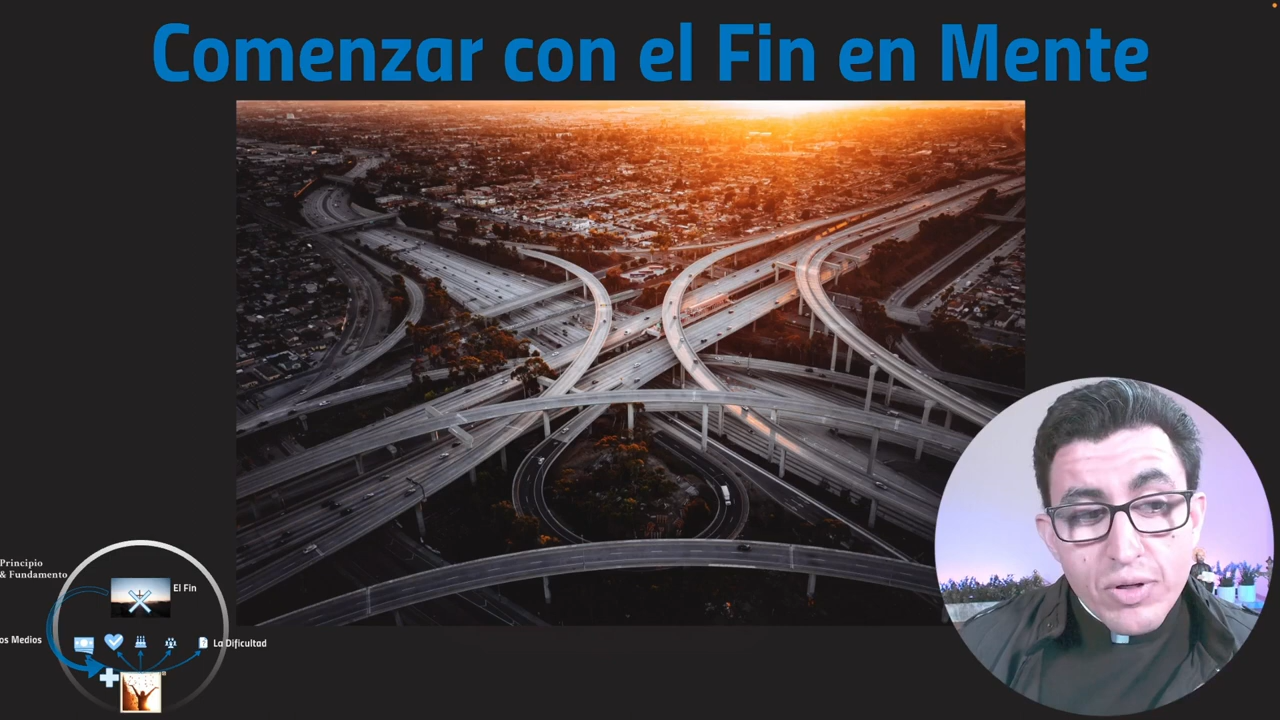 Comenzar con el Fin en Mente
Principio
& Fundamento
El Fin
os Medios
La Dificultad